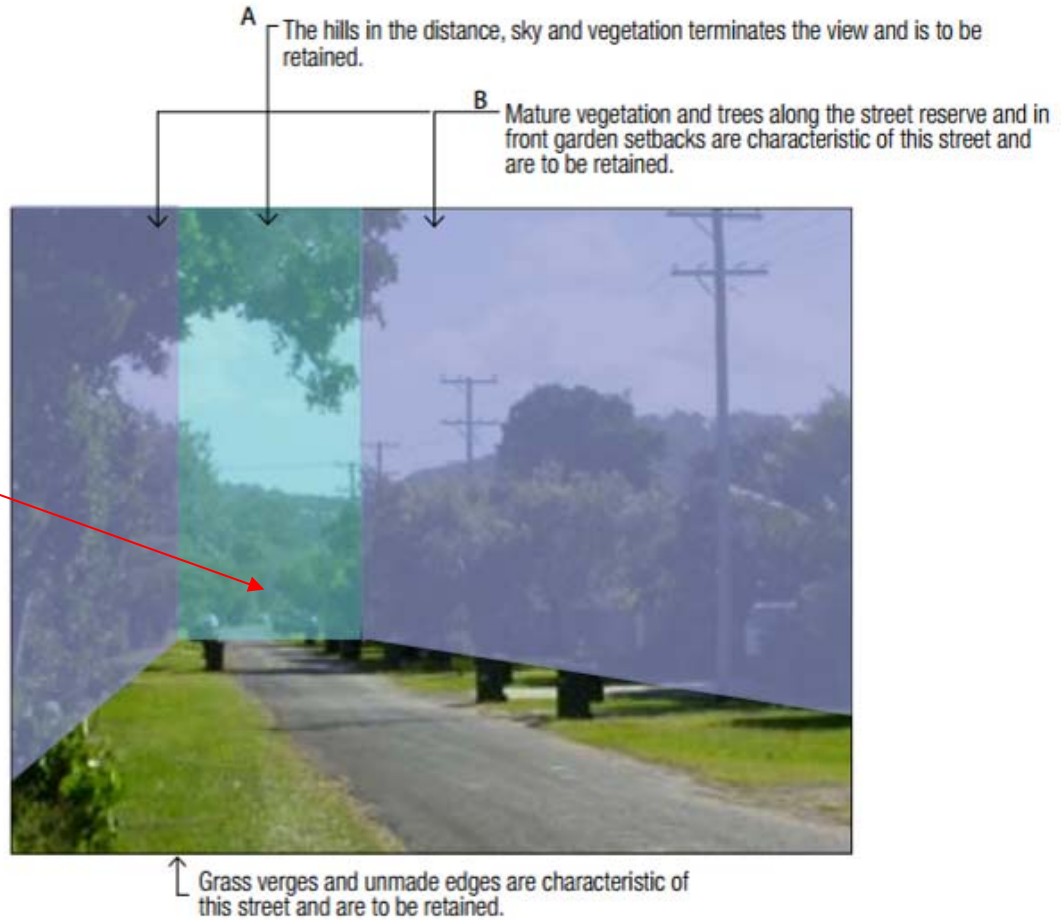 A
The hills in the distance, sky and vegetation terminates the view and is to be
retained.
B
Mature vegetation and trees along the street reserve and in
front garden setbacks are characteristic of this street and
are to be retained.
Grass verges and unmade edges are characteristic of
this street and are to be retained.